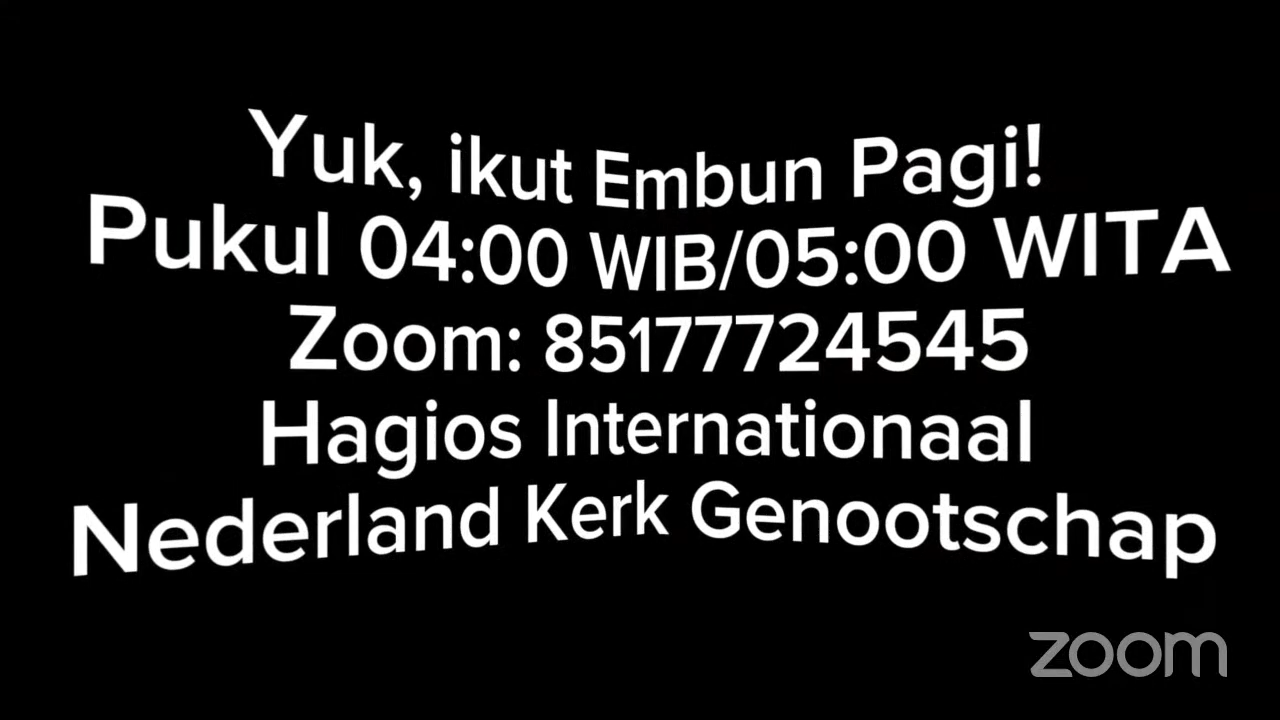 Yuk, ikut Embun Pagi!
Pukul 04:00 WIB/05:00 WITA
Zoom: 85177724545
Hagios Internationaal
Nederland Kerk Genootschap
zoom